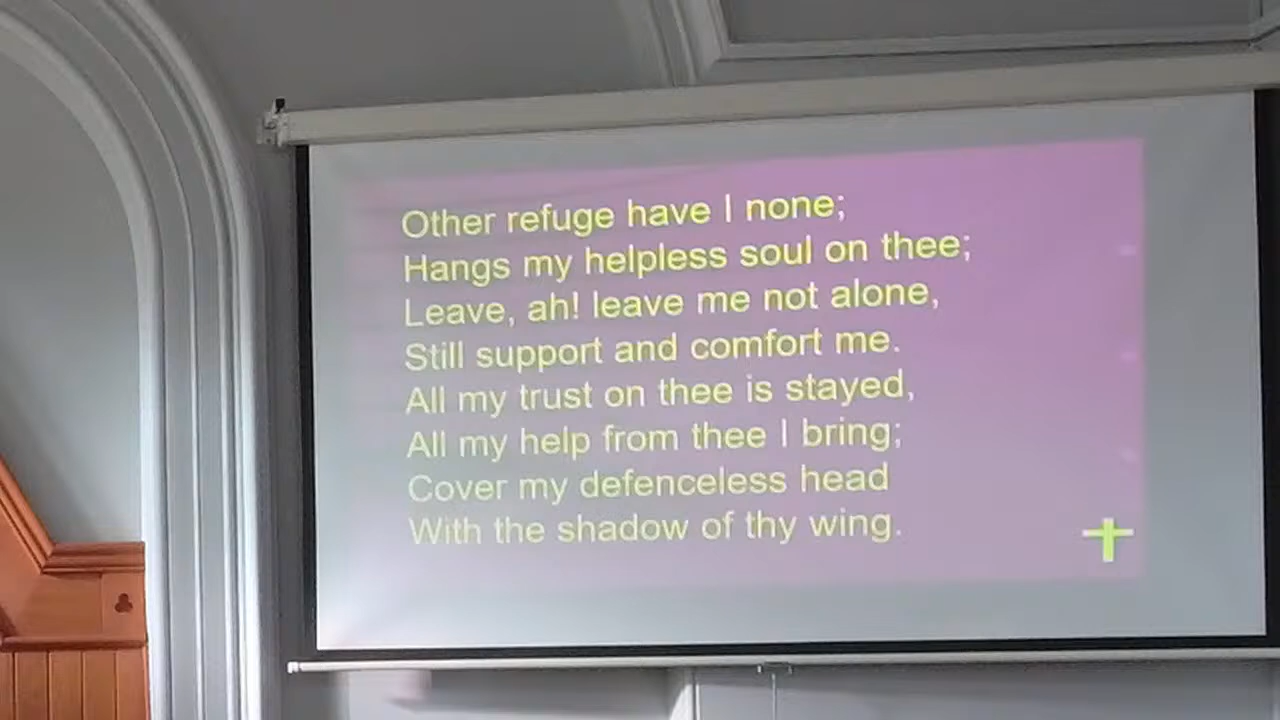 Other refuge have I none;
Hangs my helpless soul on thee;
Leave, ah! leave me not alone,
Still support and comfort me.
All my trust on thee is stayed,
All my help from thee I bring;
Cover my defenceless head
With the shadow of thy wing.